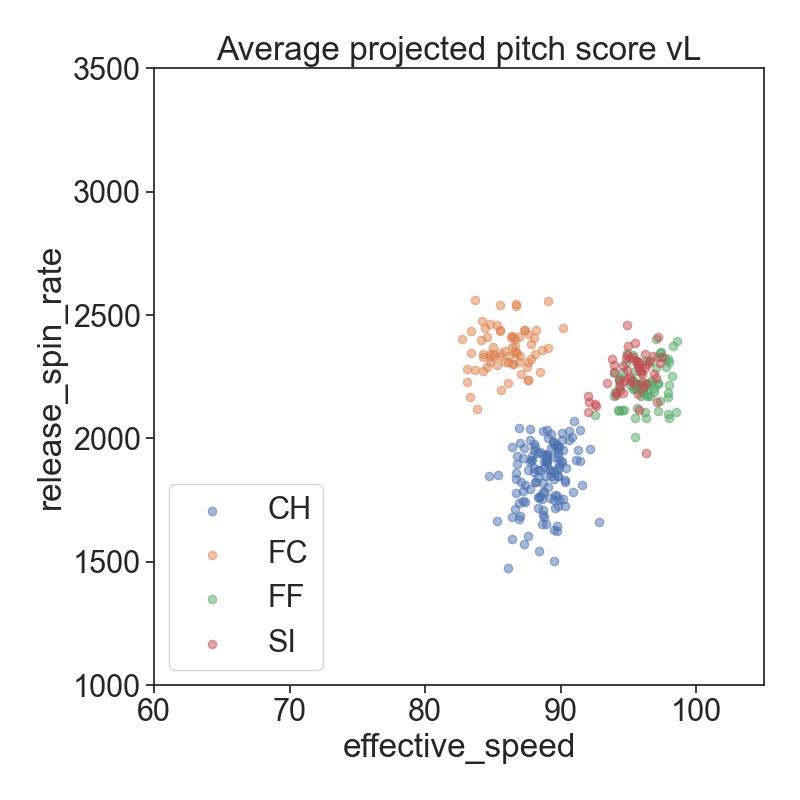 Average projected pitch score vL
3500
3000
2500
2000
1500
1000
release_spin_rate
CH
FC
FF
SI
60 70 80 90 100
effective_speed